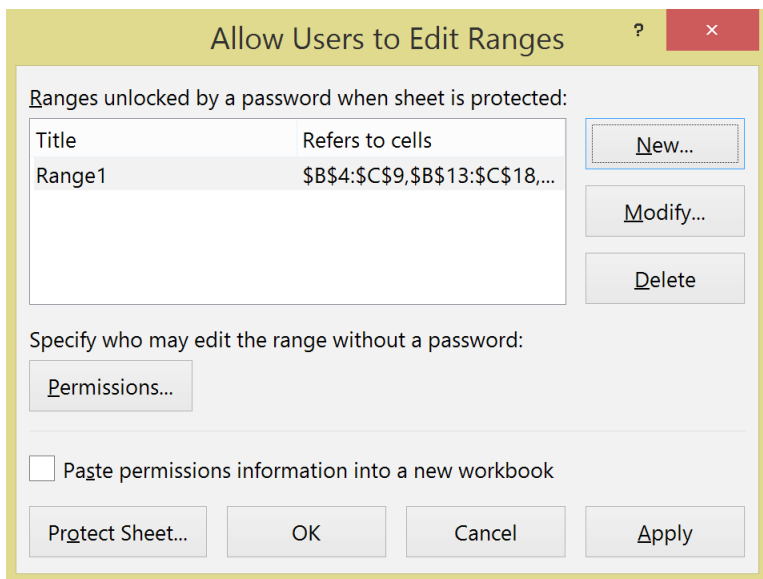 Allow Users to Edit Ranges
?
×
Ranges unlocked by a password when sheet is protected:
Title Refers to cells
Range1 $B$4:$C$9,$B$13:$C$18,...
New...
Modify...
Delete
Specify who may edit the range without a password:
Permissions...
Paste permissions information into a new workbook
Protect Sheet... OK Cancel Apply